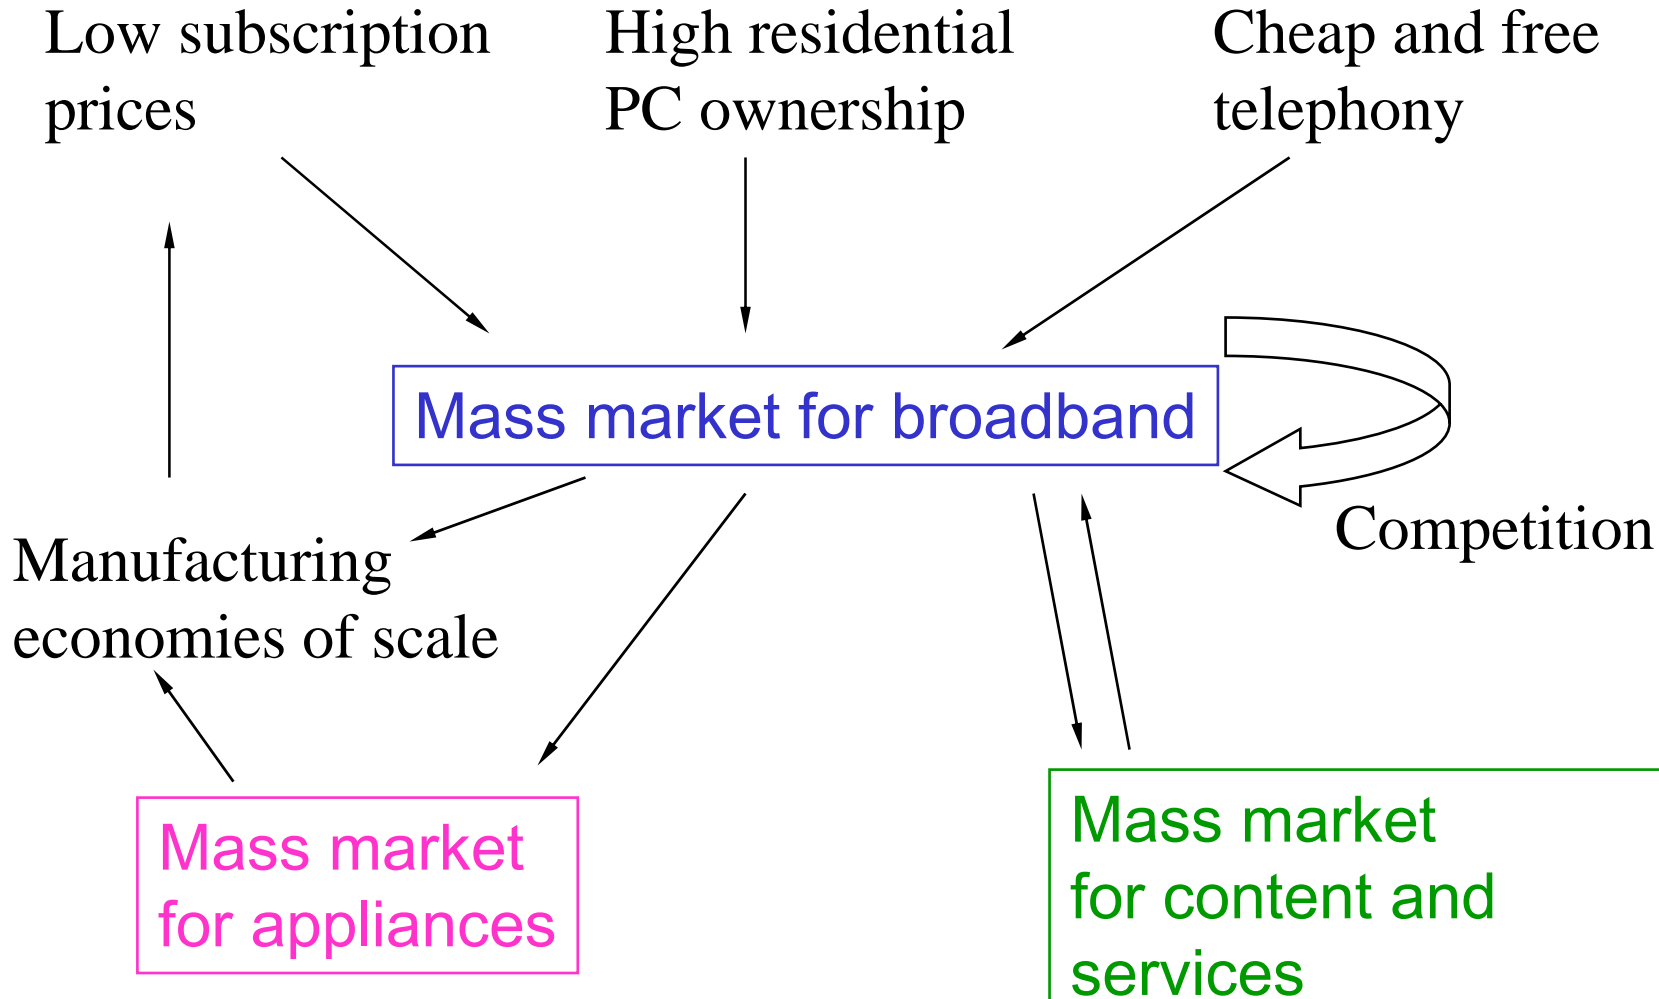 Low subscription
prices
High residential
PC ownership
Cheap and free
telephony
Mass market for broadband
Competition
Manufacturing
economies of scale
Mass market
for appliances
Mass market
for content and
services